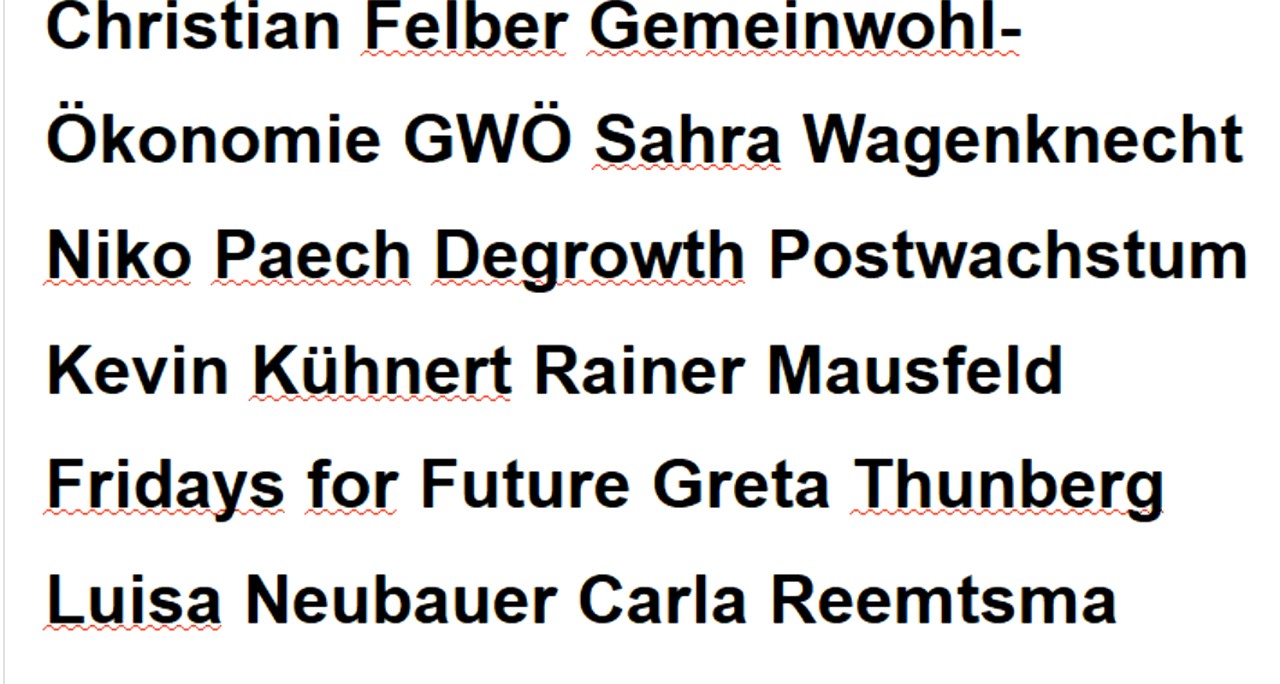 Christian Felber Gemeinwohl-
Ökonomie GWÖ Sahra Wagenknecht
Niko Paech Degrowth Postwachstum
Kevin Kühnert Rainer Mausfeld
Fridays for Future Greta Thunberg
Luisa Neubauer Carla Reemtsma